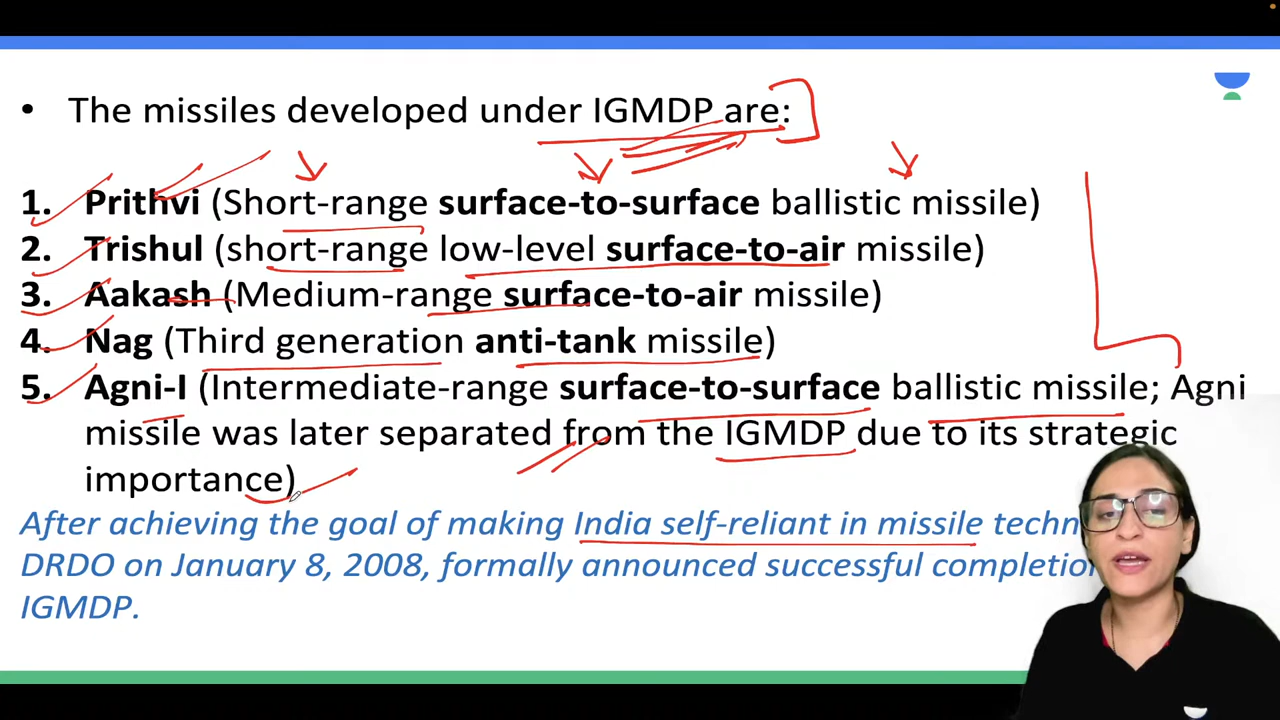 • The missiles developed under IGMDP are:
1. Prithvi (Short-range surface-to-surface ballistic missile)
2. Trishul (short-range low-level surface-to-air missile)
3. Aakash (Medium-range surface-to-air missile)
4. Nag (Third generation anti-tank missile)
5. Agni-I (Intermediate-range surface-to-surface ballistic missile; Agni
missile was later separated from the IGMDP due to its strategic
importance)
After achieving the goal of making India self-reliant in missile
DRDO on January 8, 2008, formally announced successful
IGMDP.